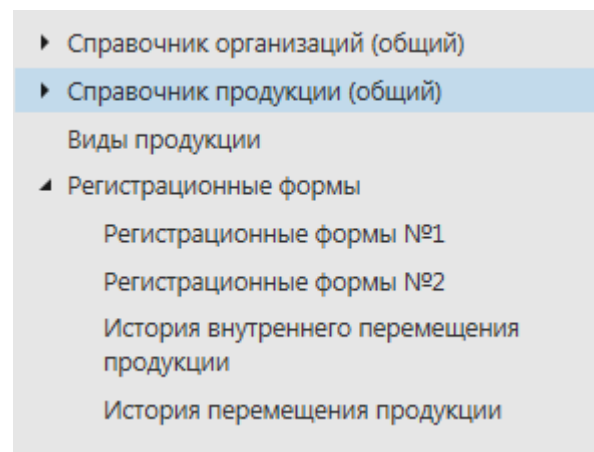 Справочник организаций (общий)
Справочник продукции (общий)
Виды продукции
Регистрационные формы
Регистрационные формы №1
Регистрационные формы №2
История внутреннего перемещения
продукции
История перемещения продукции